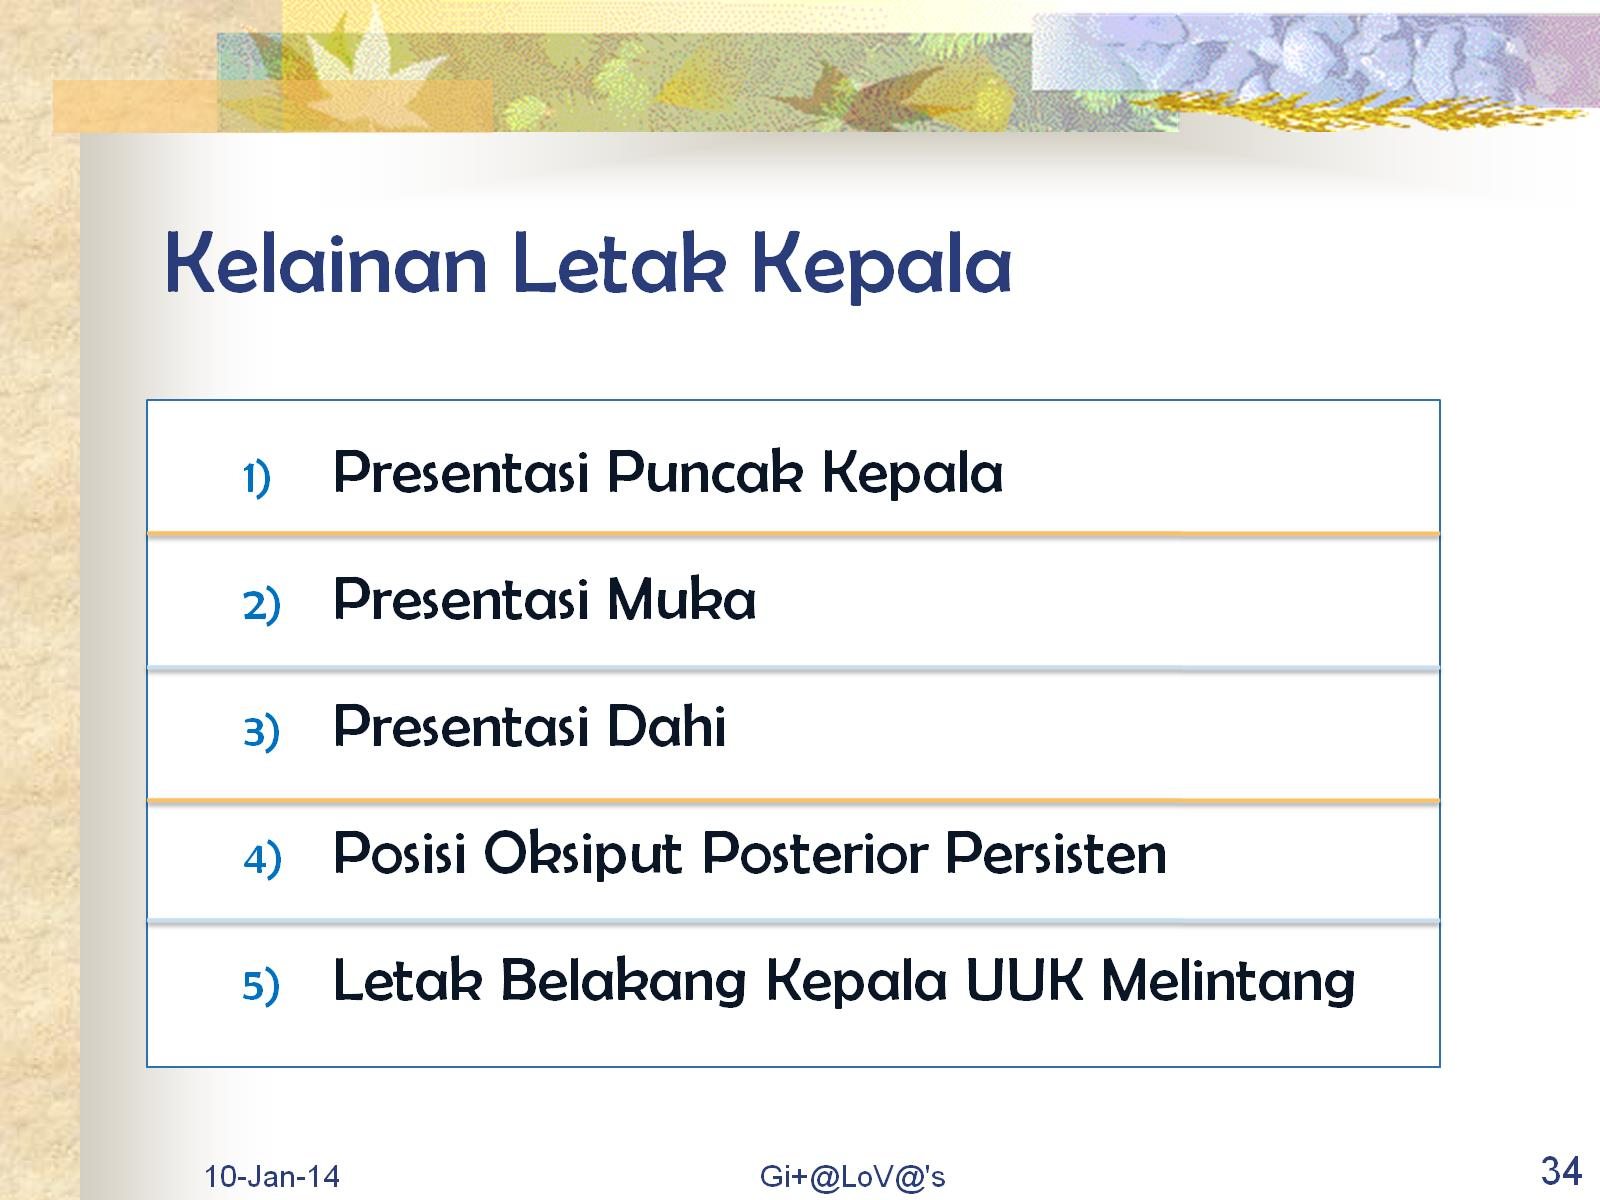 Kelainan Letak Kepala
1) Presentasi Puncak Kepala
2) Presentasi Muka
3) Presentasi Dahi
4) Posisi Oksiput Posterior Persisten
5) Letak Belakang Kepala UUK Melintang
10-Jan-14
Gi+@LoV@'s
34